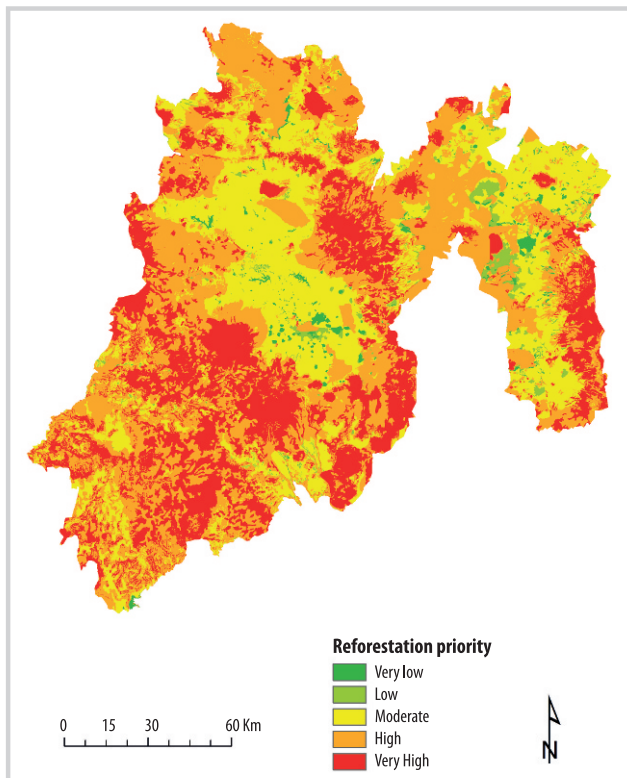 Reforestation priority
Very low
Low
Moderate
High
Very High
0 15 30 60 Km
N